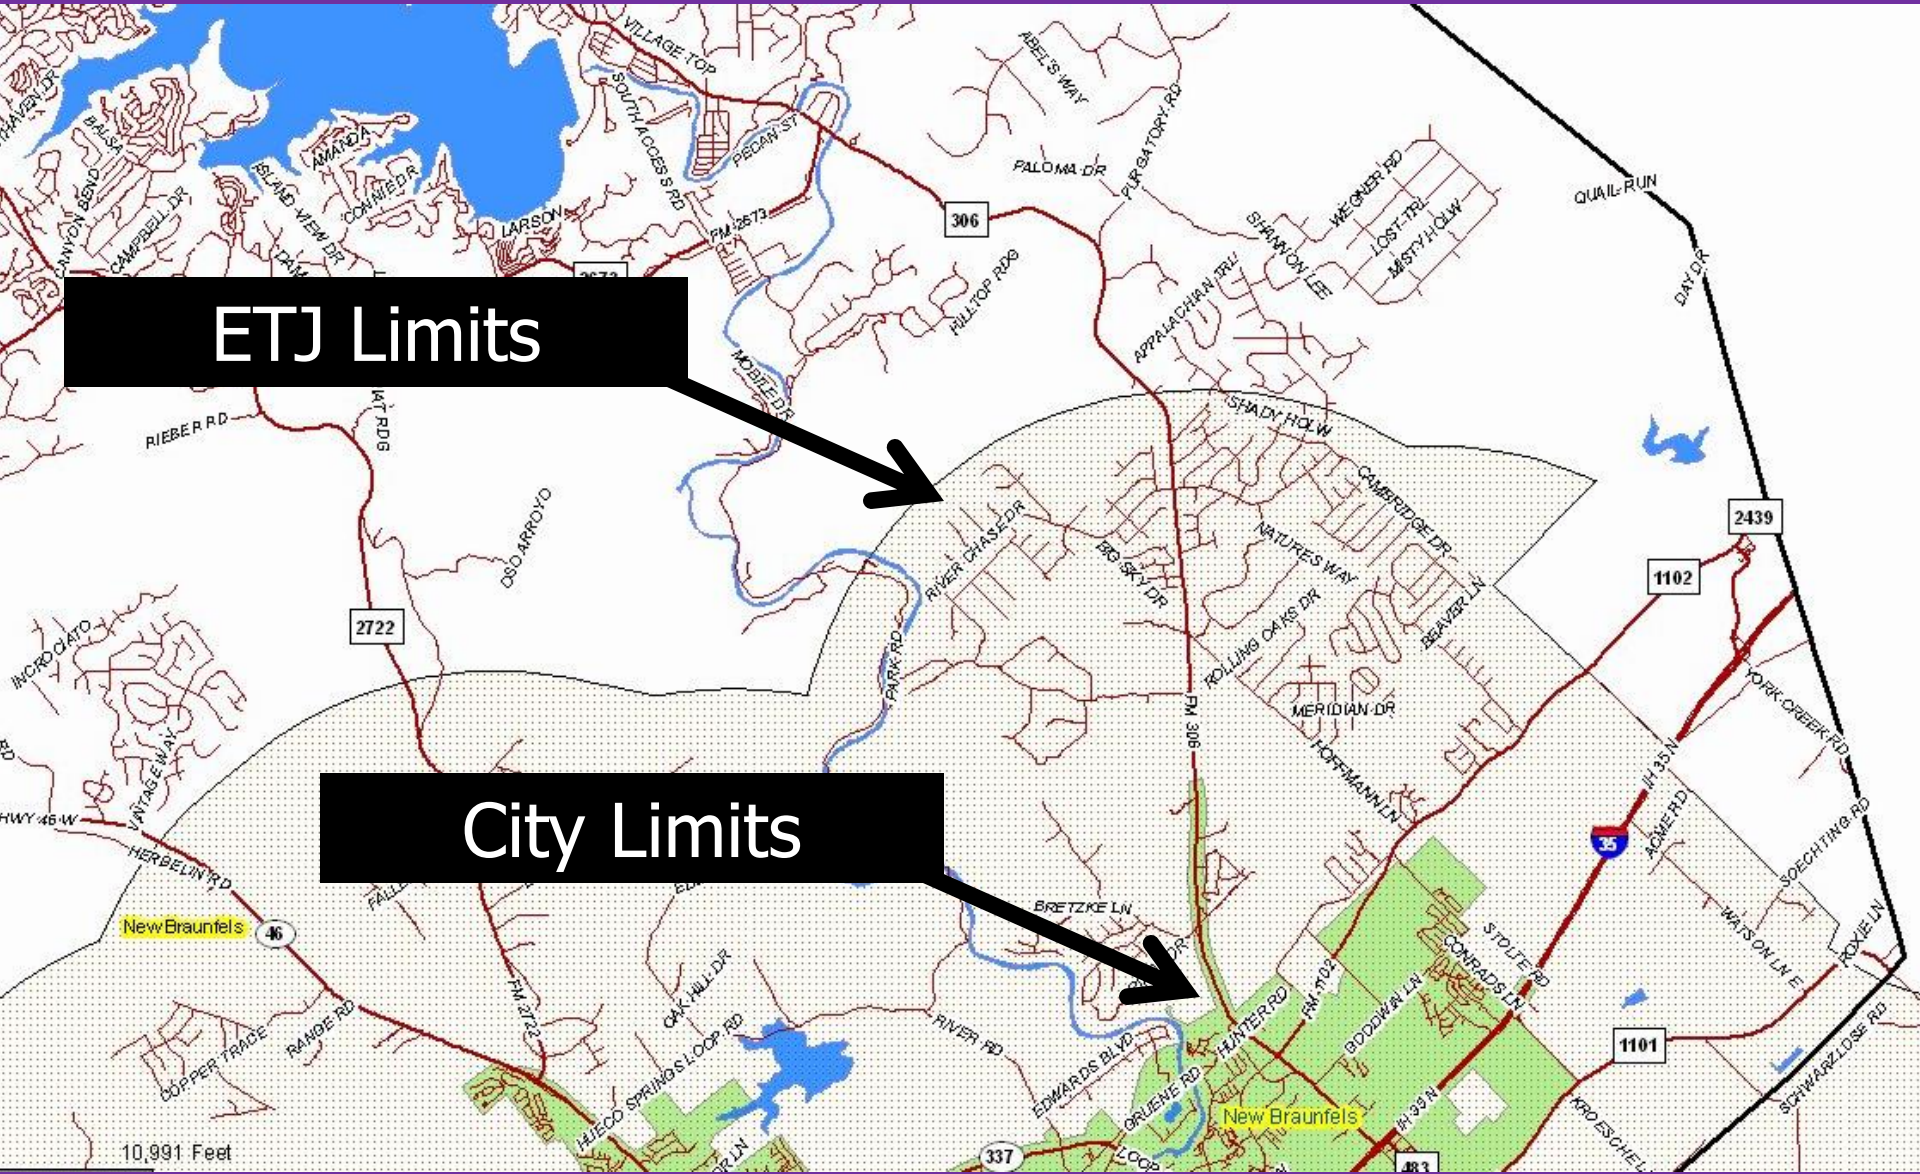 VILLAGE TOP
ABEL'S WAY
BALSA
AMANDA
SOUTH ACCESS RD
PECAN ST
PURGATORY RD
PALOMA DR
WEGNER RD
QUAIL RUN
ISLAND VIEW DR
CONNIE DR
CANYON BEND
CAMPBELL DR
LARSON
FM 2673
306
SHANNON LEE
LOST TRL
MISTY HOLW
DAY DR
HILLTOP RDG
APPALACHIAN TRL
ETJ Limits
MOBILE DR
RIEBER RD
SHADY HOLW
CAMBRIDGE DR
OSO ARROYO
RIVER CHASE DR
BIG SKY DR
NATURES WAY
2439
1102
2722
INCROCIATO
PARK RD
ROLLING OAKS DR
BEAVER LN
FM 306
MERIDIAN DR
YORK CREEK RD
VINTAGE WAY
HOFFMANN LN
IH 35 N
City Limits
HWY 46 W
HERBELIN RD
35
ACME RD
SOECHTING RD
New Braunfels
46
BRETZKE LN
STOLTE RD
CONRADS LN
WATSON LN E
ROXIE LN
OAK HILL DR
FM 2722
HUNTER RD
FM 1102
GOODWIN LN
COPPER TRACE
RANGE RD
HUECO SPRINGS LOOP RD
RIVER RD
EDWARDS BLVD
GRUENE RD
1101
SCHWARZLOSE RD
IH 35 N
New Braunfels
10,991 Feet
337
LOOP
483